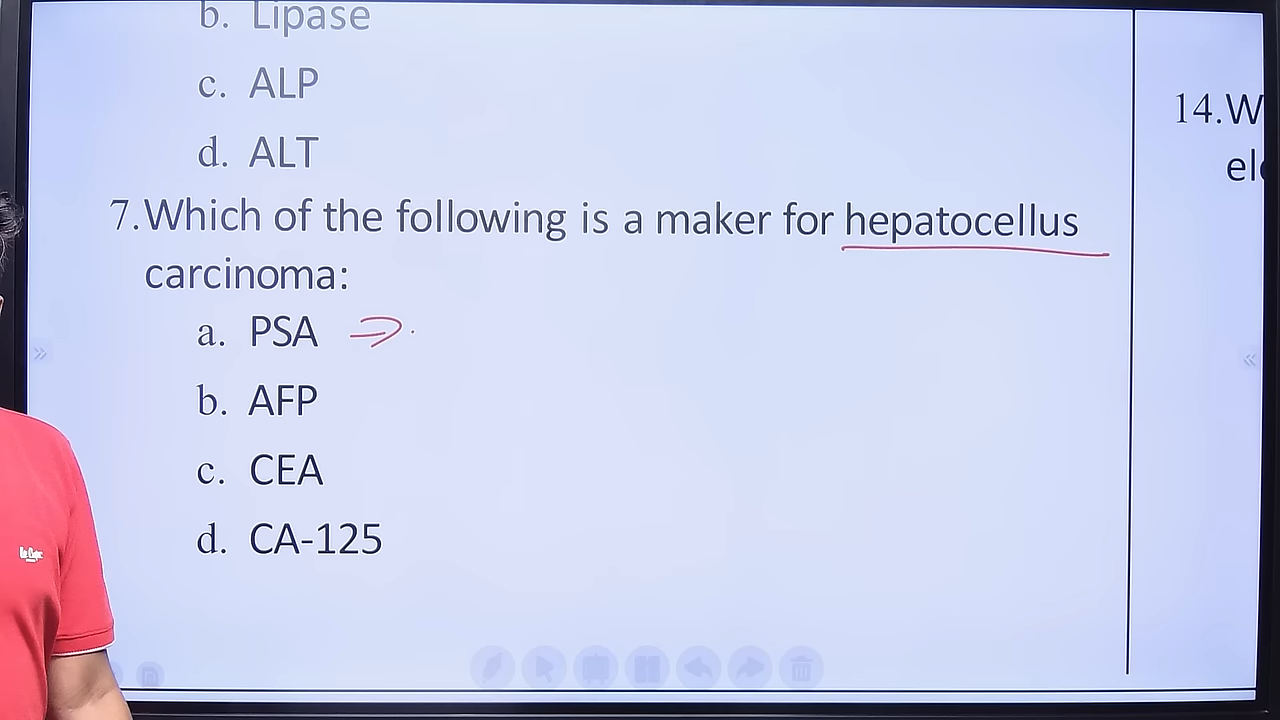 b. Lipase
c. ALP
d. ALT
7.Which of the following is a maker for hepatocellus
carcinoma:
a. PSA
b. AFP
c. CEA
d. CA-125
14.W